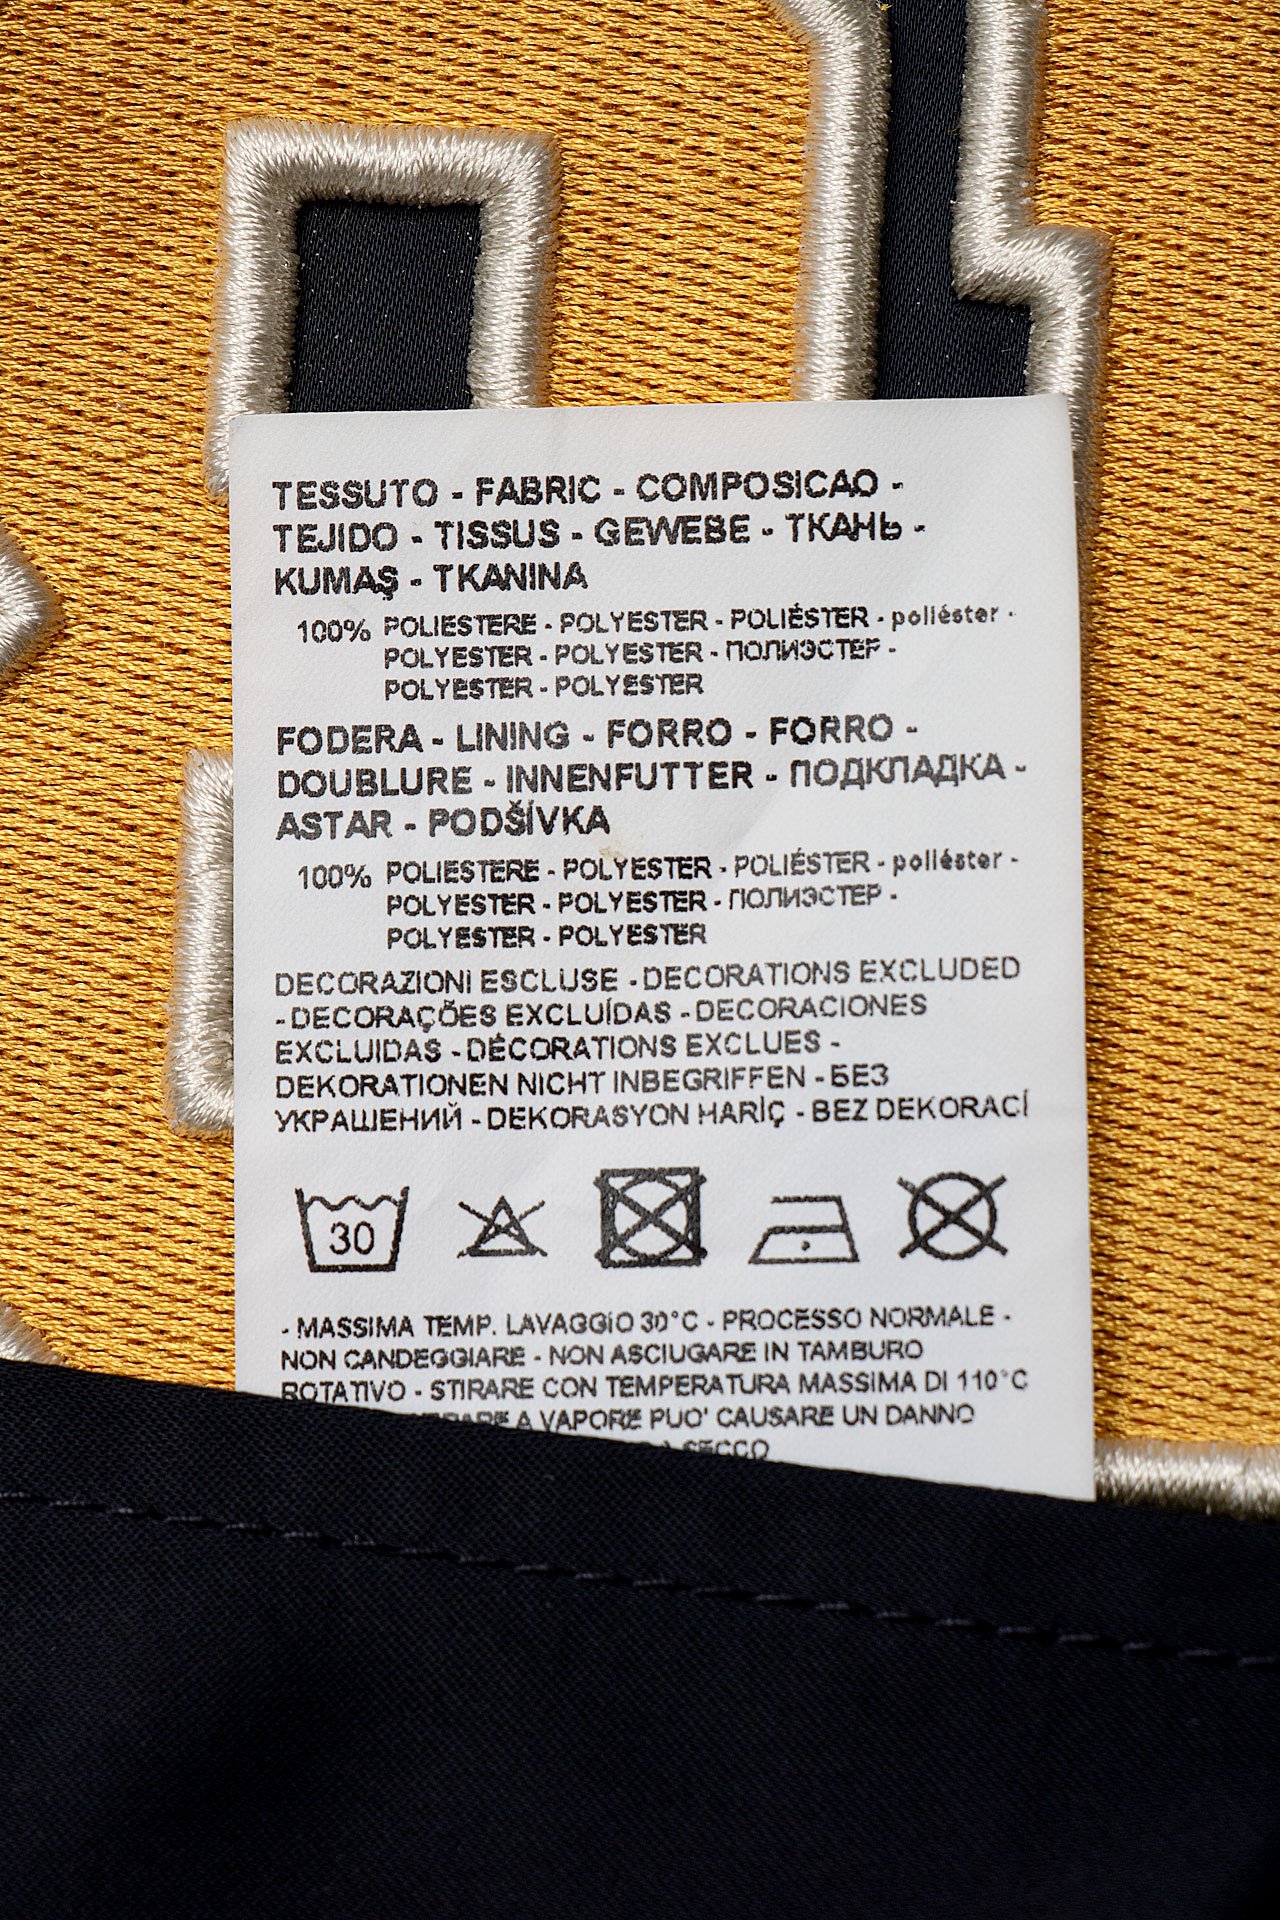 TESSUTO - FABRIC - COMPOSICAO -
TEJIDO - TISSUS - GEWEBE - ТКАНЬ -
KUMAŞ - TKANINA
100% POLIESTERE - POLYESTER - POLIÉSTER - poliéster -
POLYESTER - POLYESTER - ПОЛИЭСТЕР -
POLYESTER - POLYESTER
FODERA - LINING - FORRO - FORRO -
DOUBLURE - INNENFUTTER - ПОДКЛАДКА -
ASTAR - PODŠÍVKA
100% POLIESTERE - POLYESTER - POLIÉSTER - poliéster -
POLYESTER - POLYESTER - ПОЛИЭСТЕР -
POLYESTER - POLYESTER
DECORAZIONI ESCLUSE - DECORATIONS EXCLUDED
- DECORAÇÕES EXCLUÍDAS - DECORACIONES
EXCLUIDAS - DÉCORATIONS EXCLUES -
DEKORATIONEN NICHT INBEGRIFFEN - БЕЗ
УКРАШЕНИЙ - DEKORASYON HARİÇ - BEZ DEKORACÍ
30
- MASSIMA TEMP. LAVAGGIO 30°C - PROCESSO NORMALE -
NON CANDEGGIARE - NON ASCIUGARE IN TAMBURO
ROTATIVO - STIRARE CON TEMPERATURA MASSIMA DI 110°C
A VAPORE PUO' CAUSARE UN DANNO
SECCO